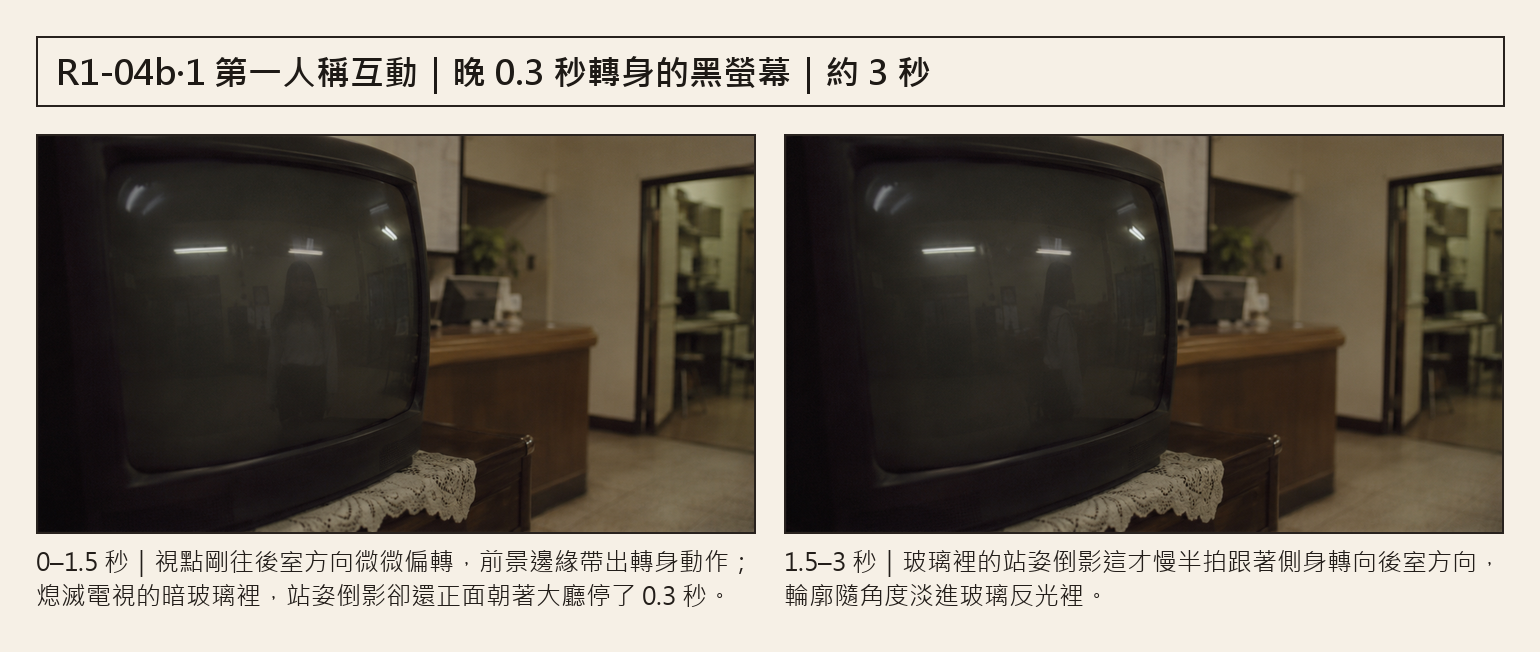 R1-04b·1 第一人稱互動｜晚 0.3 秒轉身的黑螢幕｜約 3 秒
0–1.5 秒｜視點剛往後室方向微微偏轉，前景邊緣帶出轉身動作；
熄滅電視的暗玻璃裡，站姿倒影卻還正面朝著大廳停了 0.3 秒。
1.5–3 秒｜玻璃裡的站姿倒影這才慢半拍跟著側身轉向後室方向，
輪廓隨角度淡進玻璃反光裡。